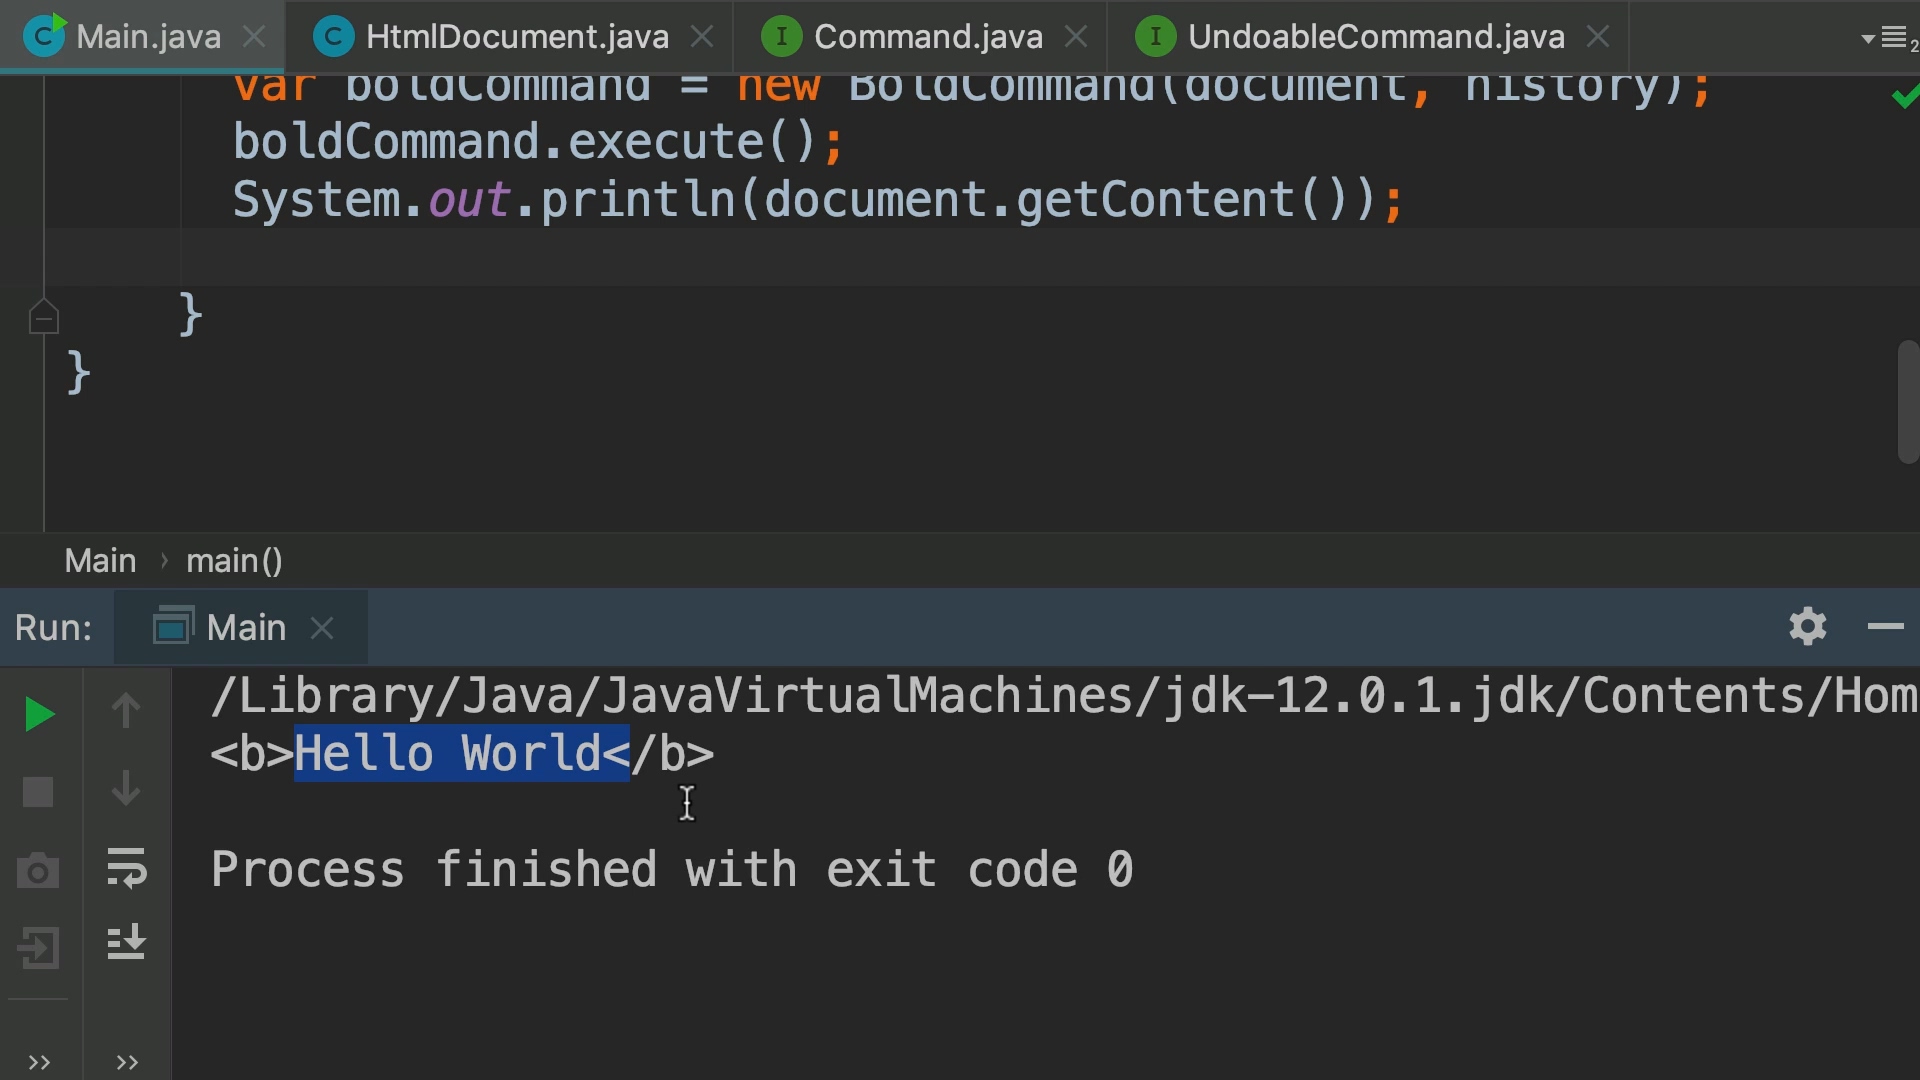 Main.java HtmlDocument.java Command.java UndoableCommand.java 2
var boldCommand = new BoldCommand(document, history);
boldCommand.execute();
System.out.println(document.getContent());
}
}
Main › main()
Run: Main
/Library/Java/JavaVirtualMachines/jdk-12.0.1.jdk/Contents/Hom
<b>Hello World</b>
Process finished with exit code 0